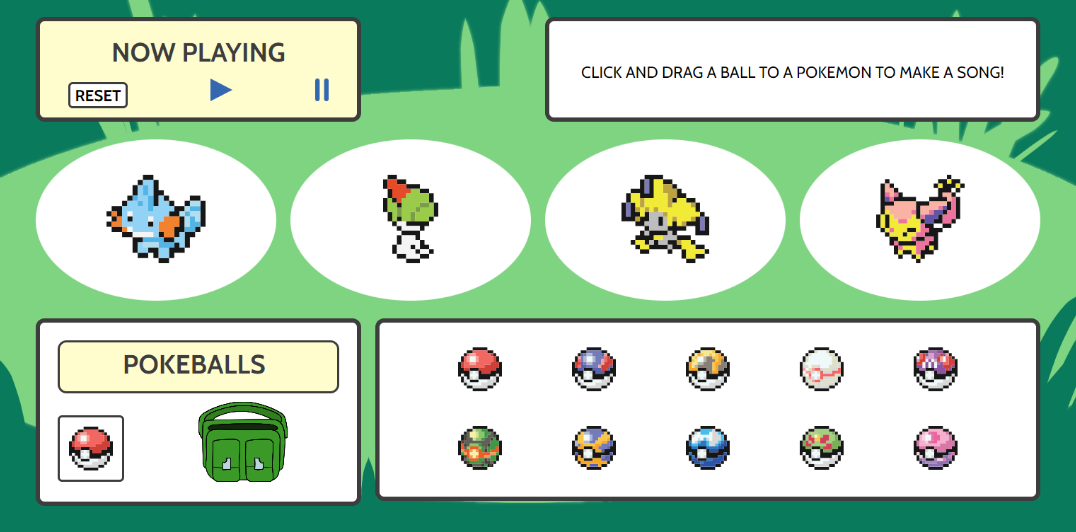 NOW PLAYING
RESET
CLICK AND DRAG A BALL TO A POKEMON TO MAKE A SONG!
POKEBALLS